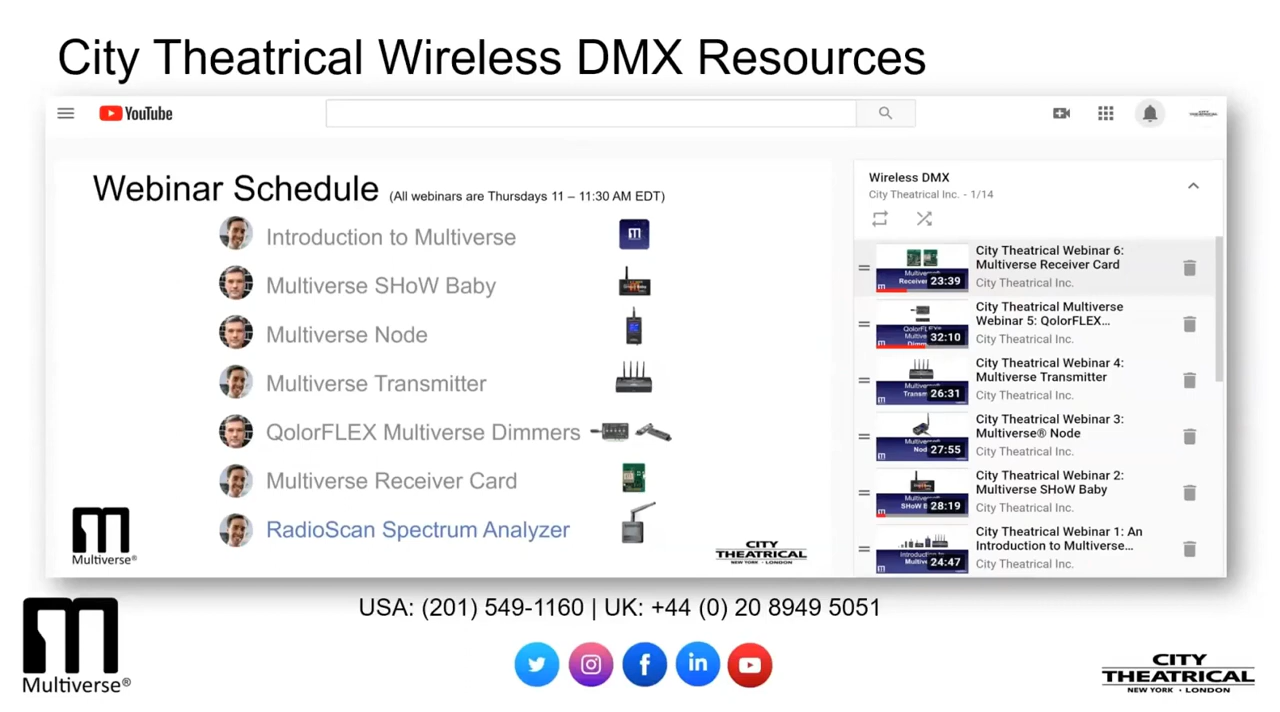 City Theatrical Wireless DMX Resources
YouTube
Webinar Schedule (All webinars are Thursdays 11 – 11:30 AM EDT)
Introduction to Multiverse
Multiverse SHoW Baby
Multiverse Node
Multiverse Transmitter
QolorFLEX Multiverse Dimmers
Multiverse Receiver Card
RadioScan Spectrum Analyzer
Multiverse®
CITY
THEATRICAL
NEW YORK · LONDON
Wireless DMX
City Theatrical Inc. - 1/14
23:39
City Theatrical Webinar 6:
Multiverse Receiver Card
City Theatrical Inc.
32:10
City Theatrical Multiverse
Webinar 5: QolorFLEX...
City Theatrical Inc.
26:31
City Theatrical Webinar 4:
Multiverse Transmitter
City Theatrical Inc.
27:55
City Theatrical Webinar 3:
Multiverse® Node
City Theatrical Inc.
28:19
City Theatrical Webinar 2:
Multiverse SHoW Baby
City Theatrical Inc.
24:47
City Theatrical Webinar 1: An
Introduction to Multiverse...
City Theatrical Inc.
USA: (201) 549-1160 | UK: +44 (0) 20 8949 5051
Multiverse®
CITY
THEATRICAL
NEW YORK · LONDON